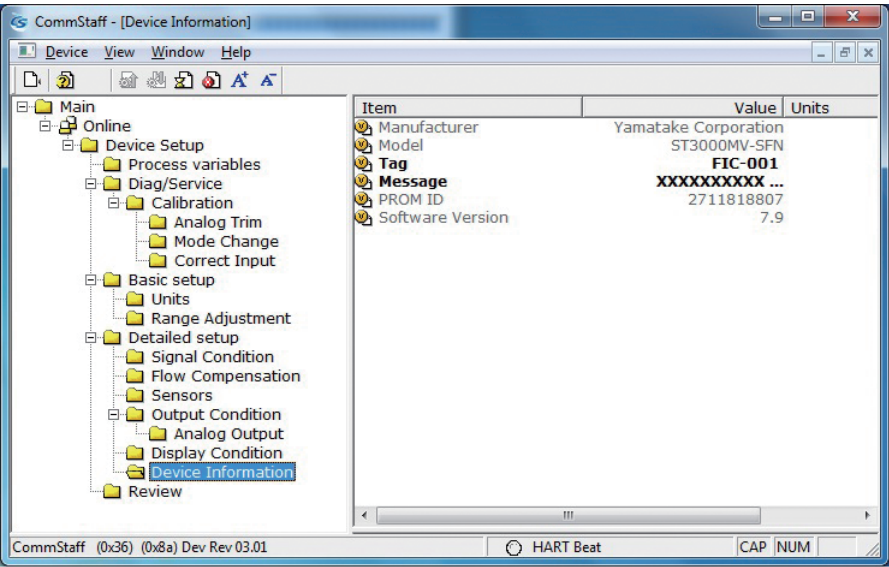 CommStaff - [Device Information]
Device View Window Help
Main
Online
Device Setup
Process variables
Diag/Service
Calibration
Analog Trim
Mode Change
Correct Input
Basic setup
Units
Range Adjustment
Detailed setup
Signal Condition
Flow Compensation
Sensors
Output Condition
Analog Output
Display Condition
Device Information
Review
Item Value Units
Manufacturer Yamatake Corporation
Model ST3000MV-SFN
Tag FIC-001
Message XXXXXXXXXX ...
PROM ID 2711818807
Software Version 7.9
CommStaff (0x36) (0x8a) Dev Rev 03.01 HART Beat CAP NUM